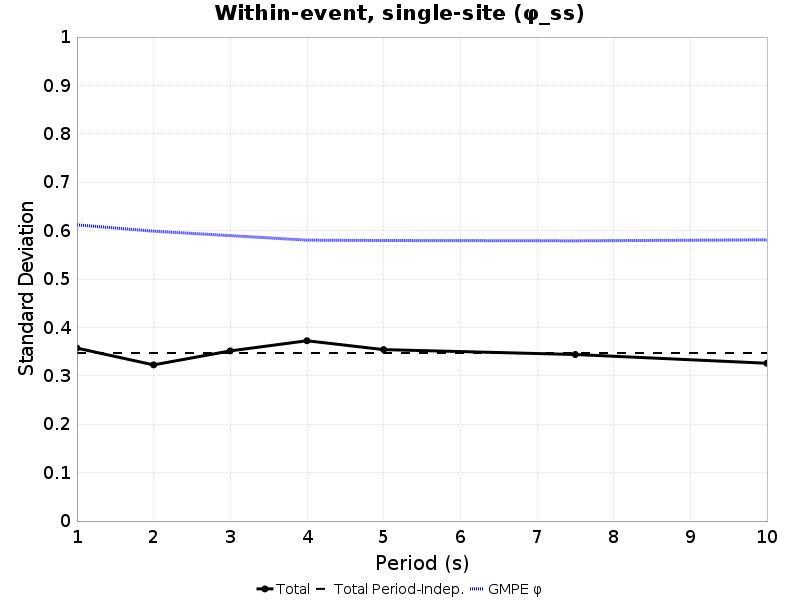 Within-event, single-site (φ_ss)
1
0.9
0.8
0.7
0.6
0.5
0.4
0.3
0.2
0.1
0
Standard Deviation
1 2 3 4 5 6 7 8 9 10
Period (s)
Total Total Period-Indep. GMPE φ